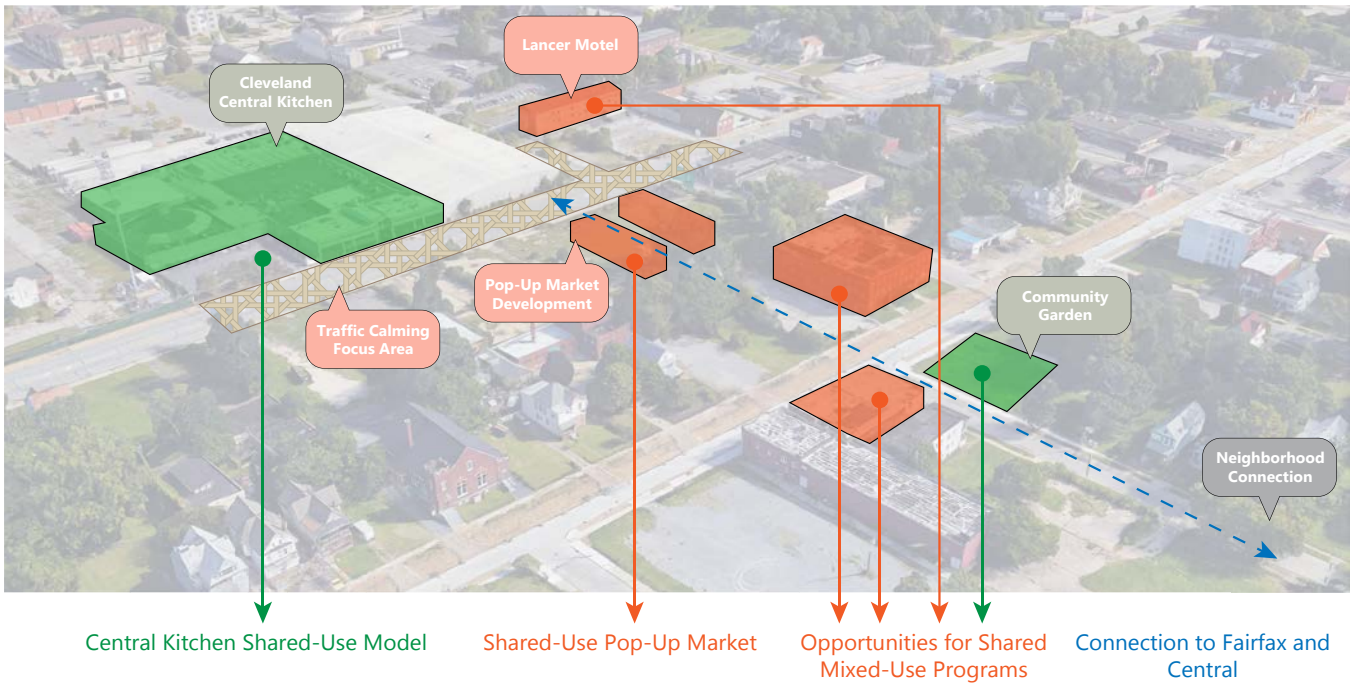 Lancer Motel
Cleveland
Central Kitchen
Pop-Up Market
Development
Community
Garden
Traffic Calming
Focus Area
Neighborhood
Connection
Central Kitchen Shared-Use Model
Shared-Use Pop-Up Market
Opportunities for Shared
Mixed-Use Programs
Connection to Fairfax and
Central